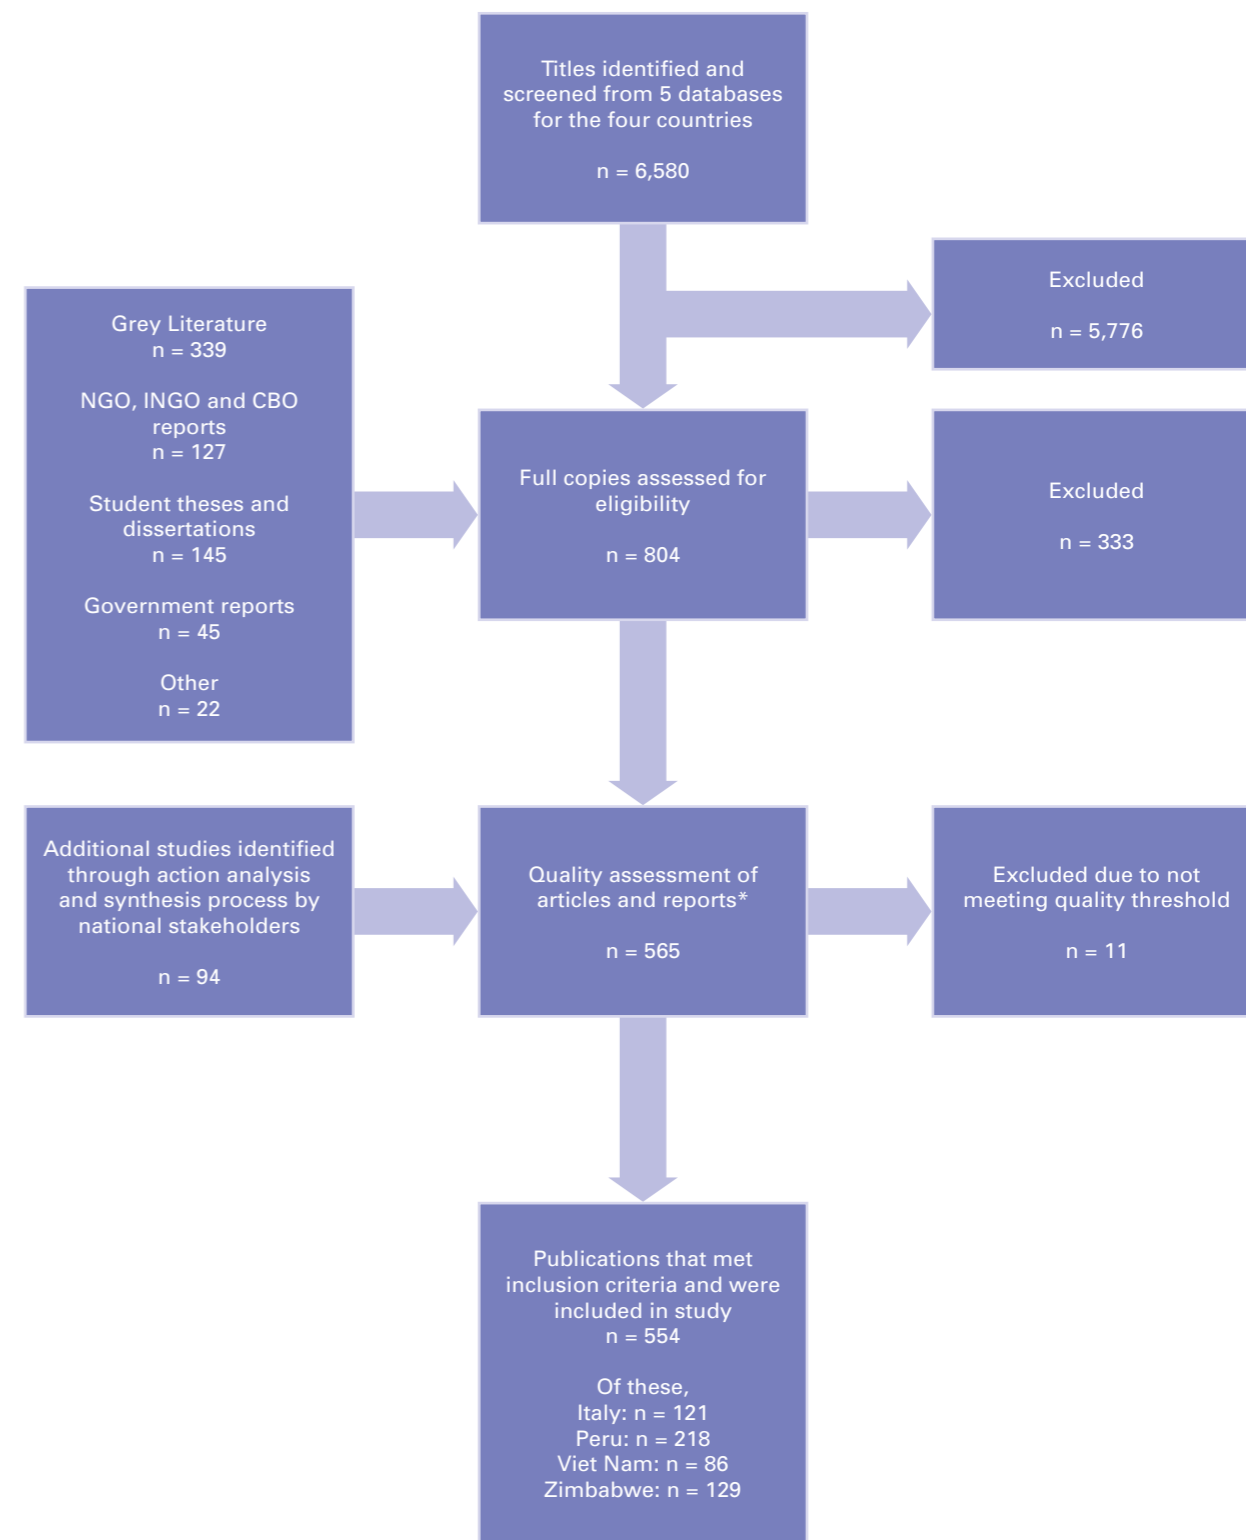 Titles identified and
screened from 5 databases
for the four countries
n = 6,580
Excluded
n = 5,776
Grey Literature
n = 339
NGO, INGO and CBO
reports
n = 127
Student theses and
dissertations
n = 145
Government reports
n = 45
Other
n = 22
Full copies assessed for
eligibility
n = 804
Excluded
n = 333
Additional studies identified
through action analysis
and synthesis process by
national stakeholders
n = 94
Quality assessment of
articles and reports*
n = 565
Excluded due to not
meeting quality threshold
n = 11
Publications that met
inclusion criteria and were
included in study
n = 554
Of these,
Italy: n = 121
Peru: n = 218
Viet Nam: n = 86
Zimbabwe: n = 129